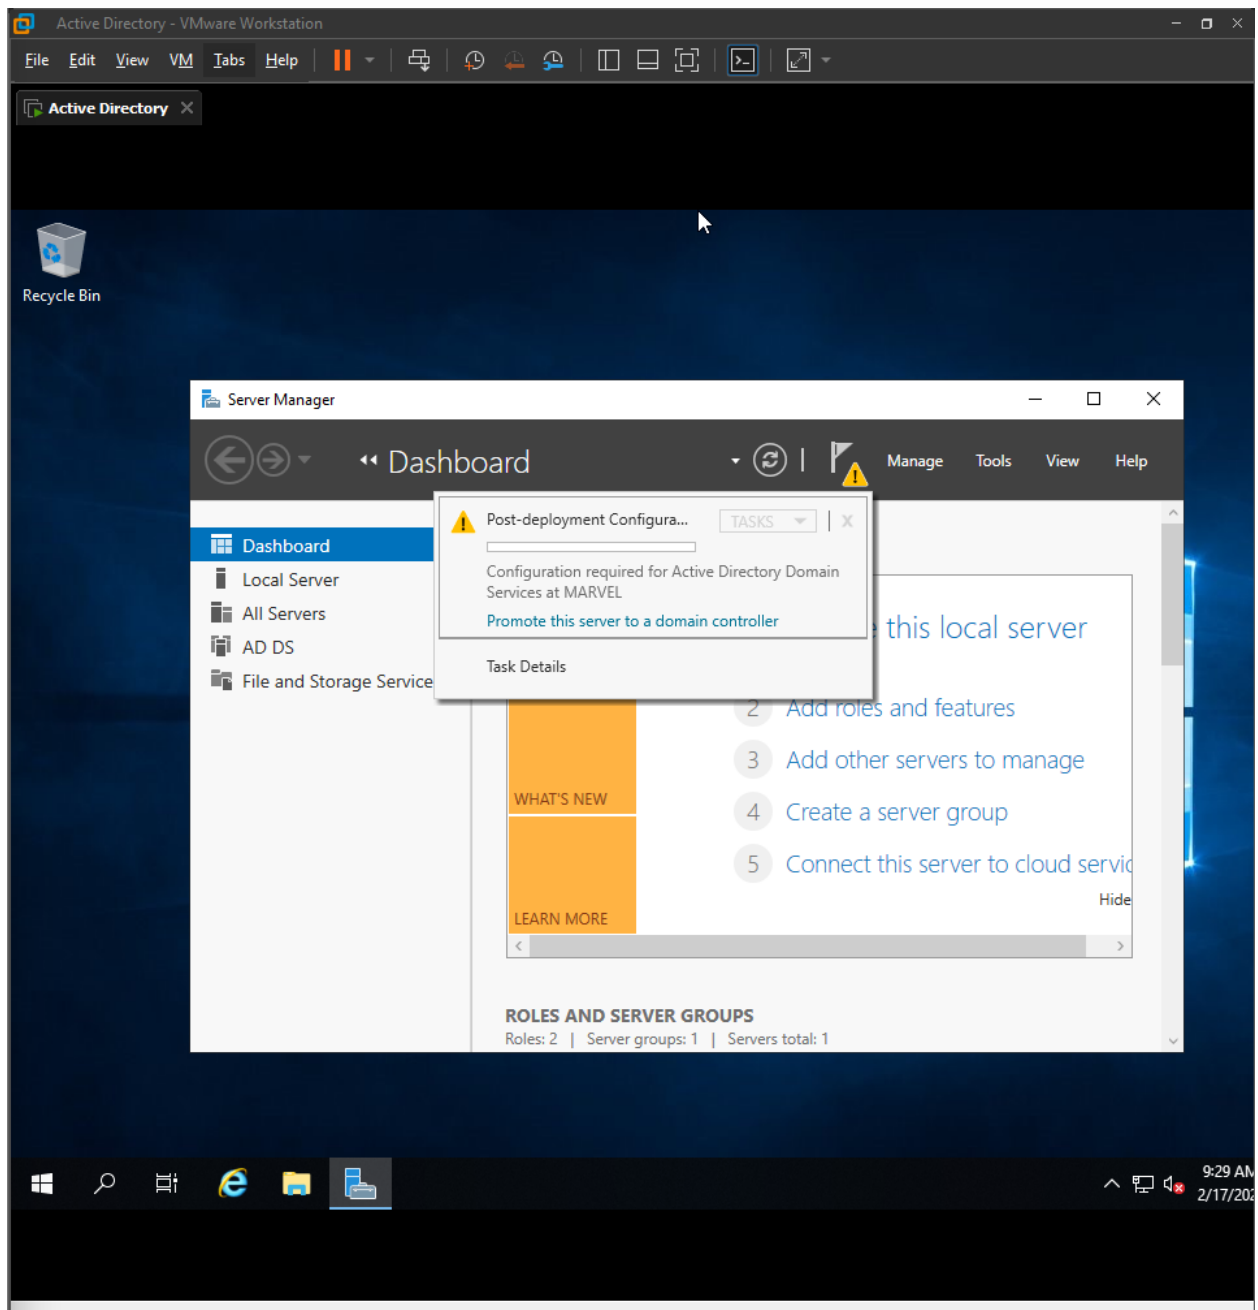 Active Directory - VMware Workstation
File Edit View VM Tabs Help
Active Directory
Recycle Bin
Server Manager
Dashboard
Manage Tools View Help
Post-deployment Configura...
TASKS
Configuration required for Active Directory Domain
Services at MARVEL
Promote this server to a domain controller
Task Details
Dashboard
Local Server
All Servers
AD DS
File and Storage Service
this local server
2 Add roles and features
3 Add other servers to manage
4 Create a server group
5 Connect this server to cloud servic
Hide
WHAT'S NEW
LEARN MORE
ROLES AND SERVER GROUPS
Roles: 2 | Server groups: 1 | Servers total: 1
9:29 AM
2/17/202